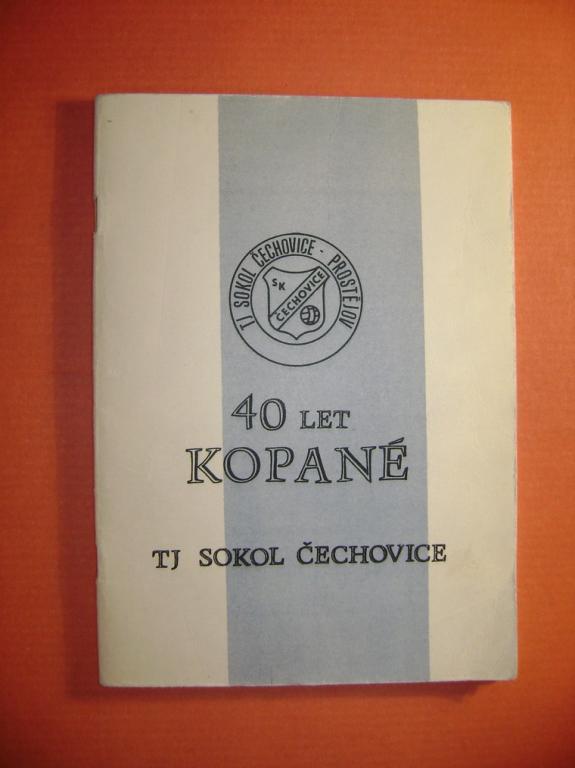 TJ SOKOL ČECHOVICE - PROSTĚJOV
SK
ČECHOVICE
40 LET
KOPANÉ
TJ SOKOL ČECHOVICE